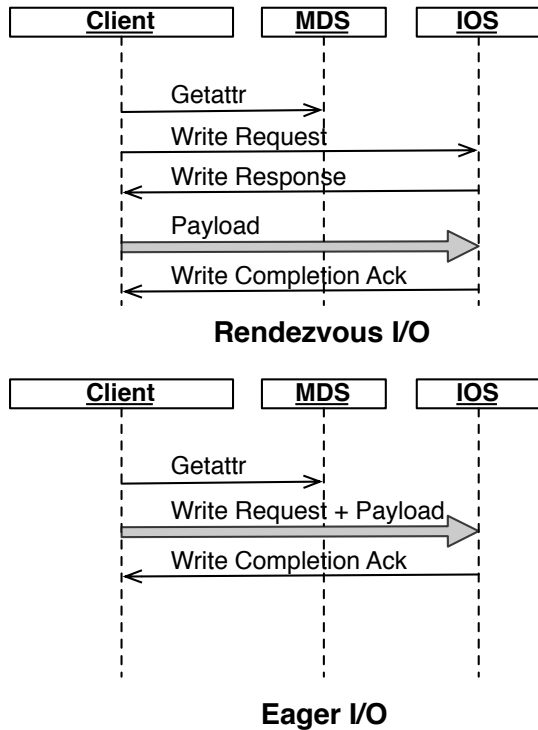 Client MDS IOS
Getattr
Write Request
Write Response
Payload
Write Completion Ack
Rendezvous I/O
Client MDS IOS
Getattr
Write Request + Payload
Write Completion Ack
Eager I/O